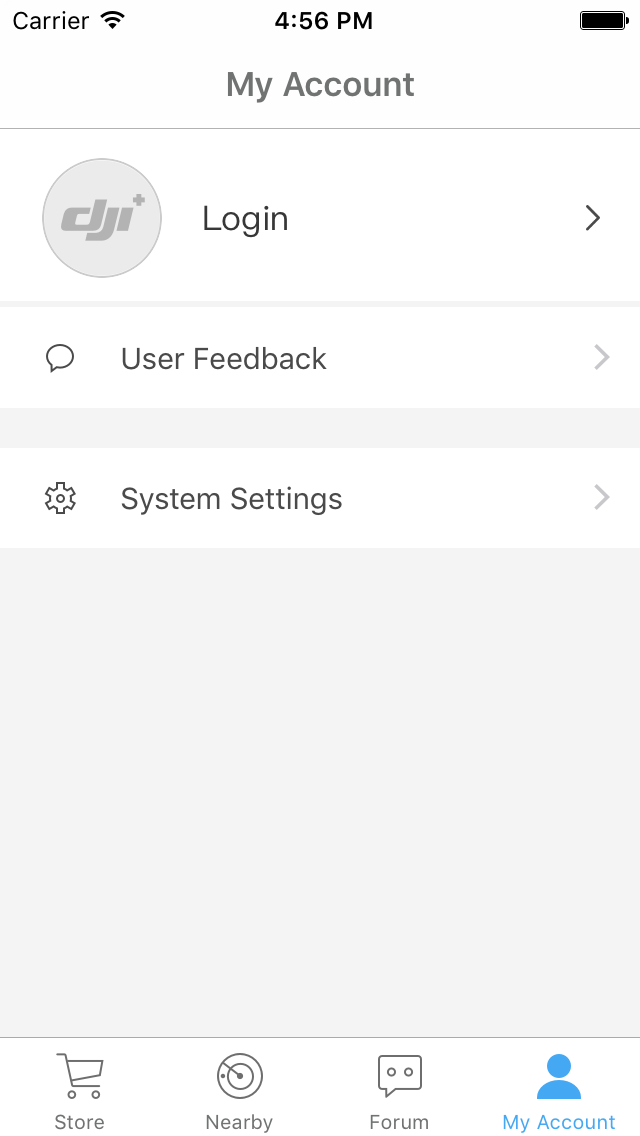 Carrier 4:56 PM
My Account
dji+
Login
User Feedback
System Settings
Store Nearby Forum My Account